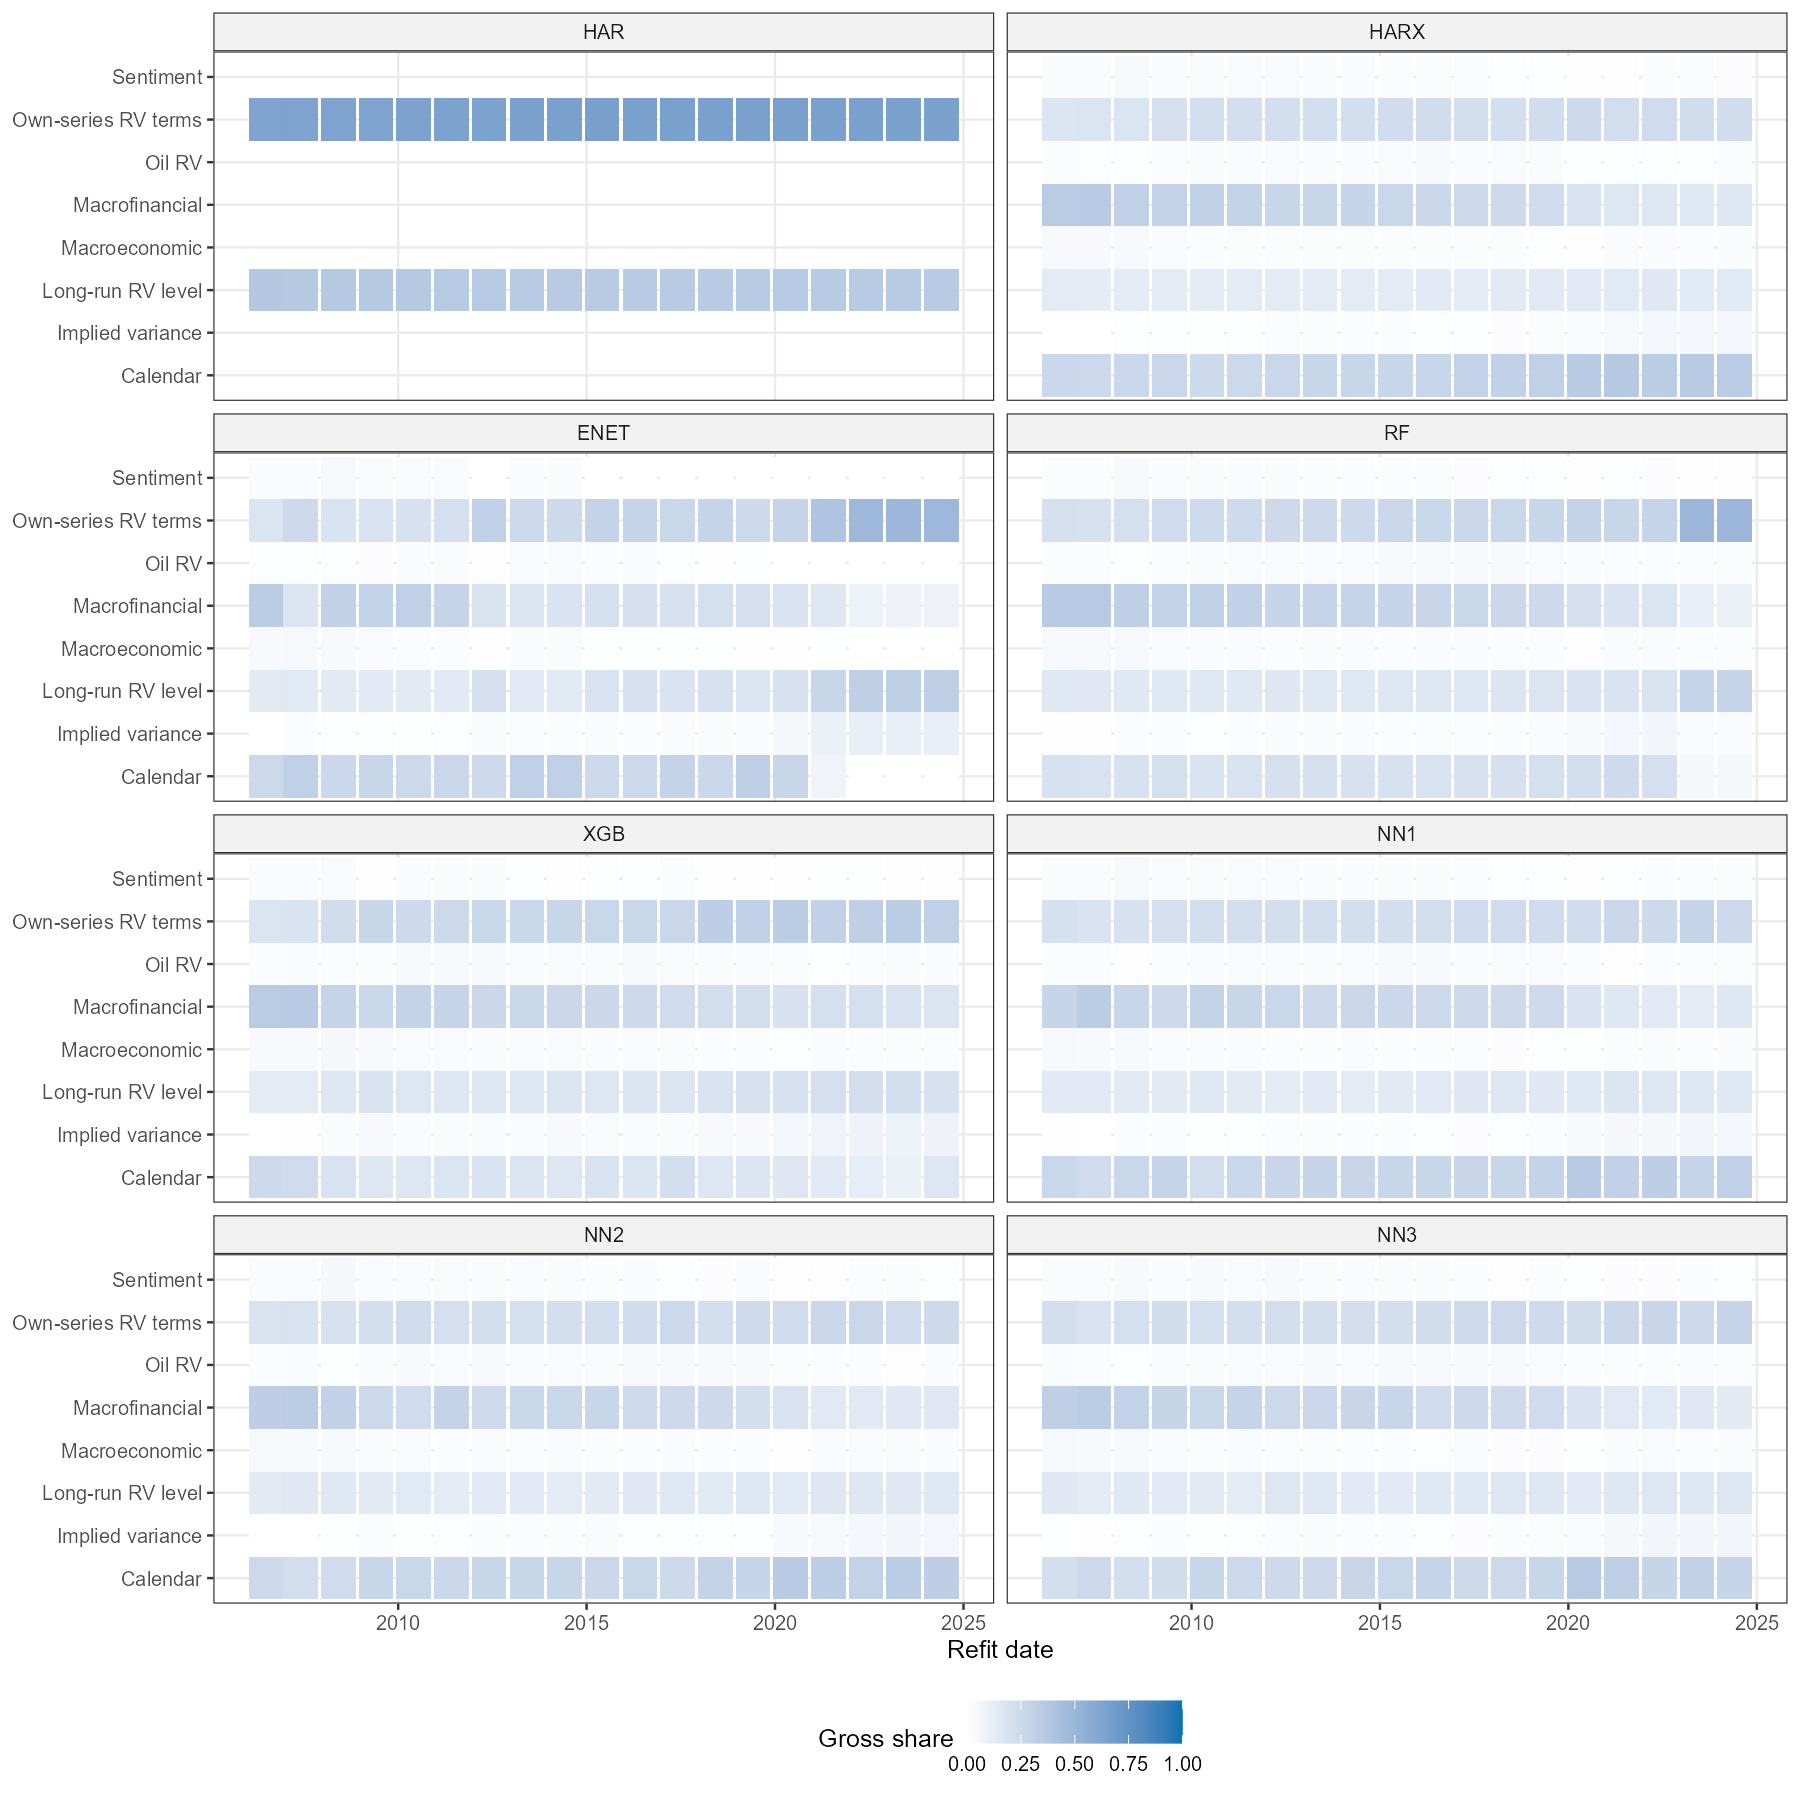 HAR
HARX
Sentiment
Own-series RV terms
Oil RV
Macrofinancial
Macroeconomic
Long-run RV level
Implied variance
Calendar
ENET
RF
Sentiment
Own-series RV terms
Oil RV
Macrofinancial
Macroeconomic
Long-run RV level
Implied variance
Calendar
XGB
NN1
Sentiment
Own-series RV terms
Oil RV
Macrofinancial
Macroeconomic
Long-run RV level
Implied variance
Calendar
NN2
NN3
Sentiment
Own-series RV terms
Oil RV
Macrofinancial
Macroeconomic
Long-run RV level
Implied variance
Calendar
2010 2015 2020 2025
2010 2015 2020 2025
Refit date
Gross share
0.00 0.25 0.50 0.75 1.00